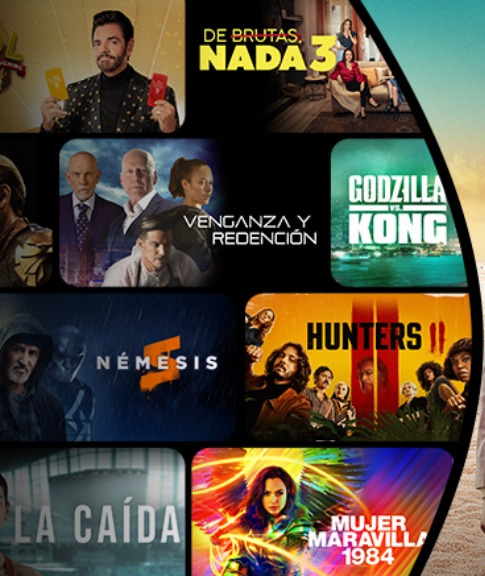 DE BRUTAS,
NADA 3
VENGANZA Y
REDENCIÓN
GODZILLA
VS.
KONG
NÉMESIS
HUNTERS II
LA CAÍDA
MUJER
MARAVILLA
1984